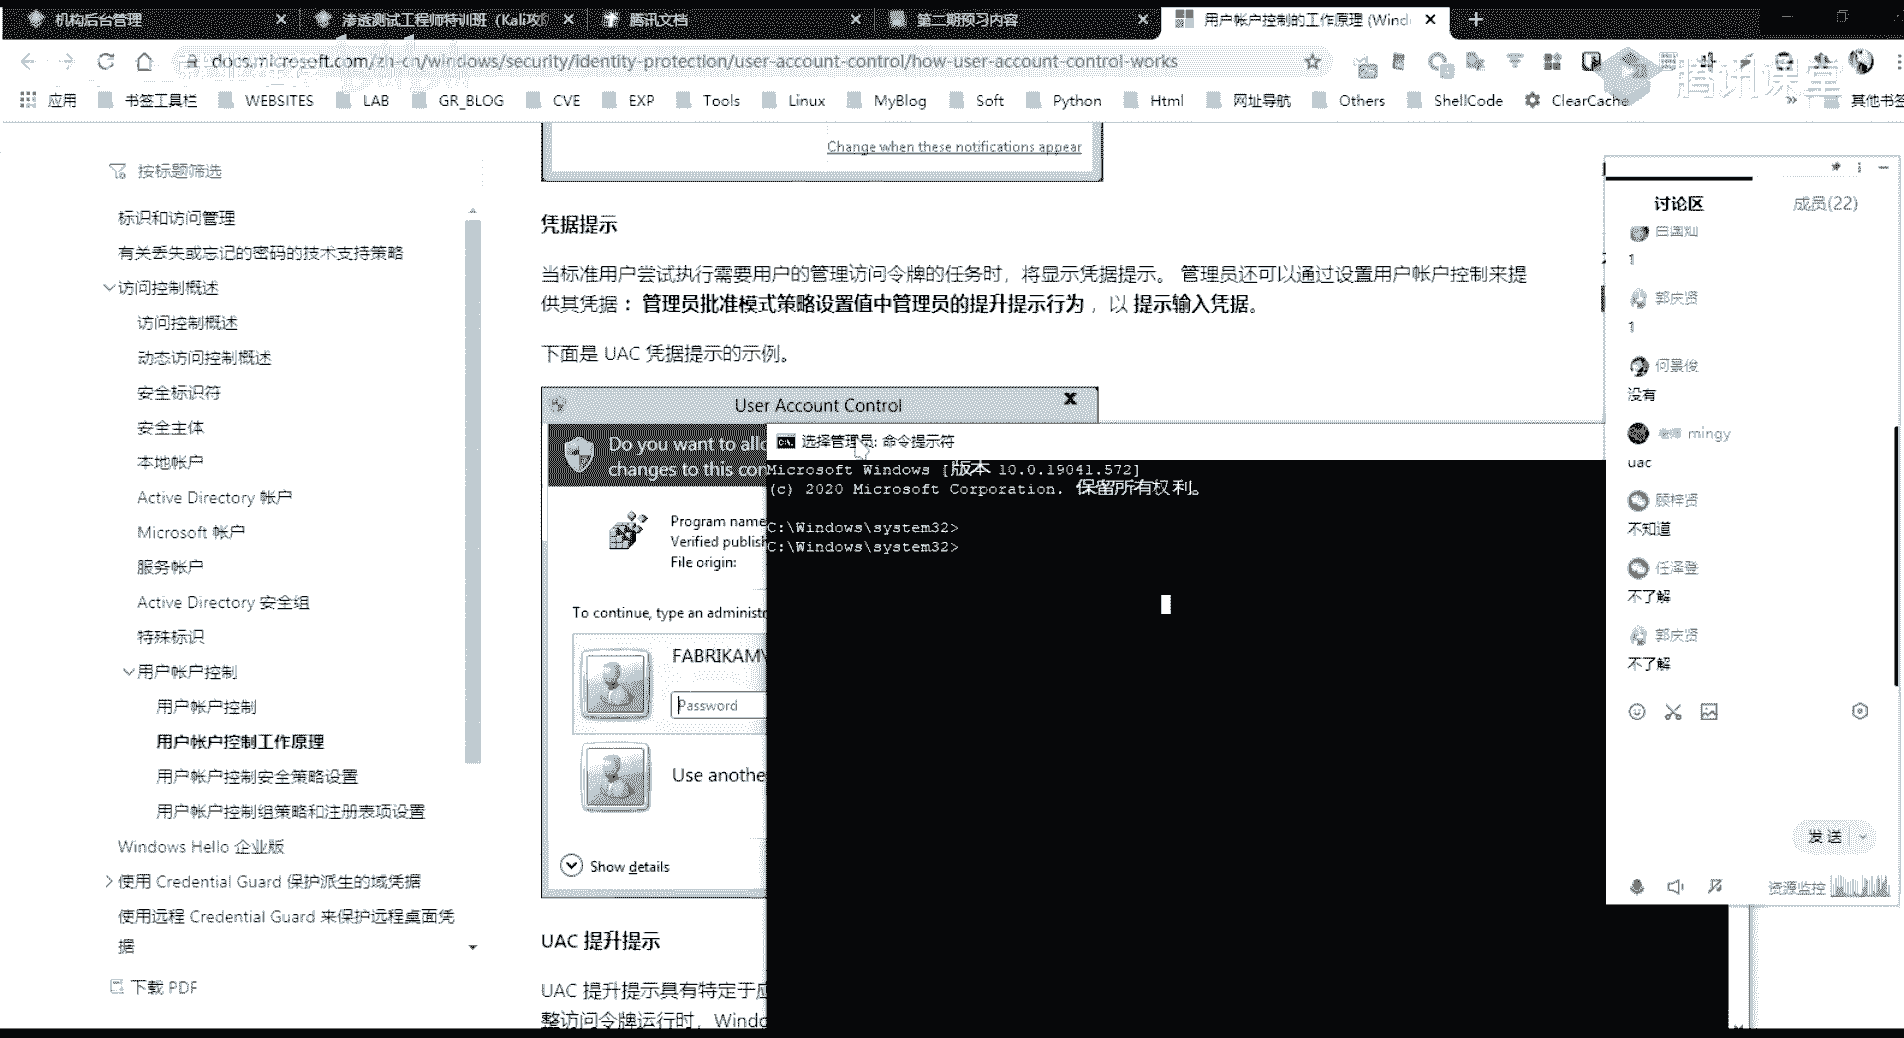 机构后台管理
渗透测试工程师特训班（Kali攻防
腾讯文档
第二期预习内容
用户帐户控制的工作原理 (Wind
docs.microsoft.com/zh-cn/windows/security/identity-protection/user-account-control/how-user-account-control-works
腾讯课堂
应用 书签工具栏 WEBSITES LAB GR_BLOG CVE EXP Tools Linux MyBlog Soft Python Html 网址导航 Others ShellCode ClearCache » 其他书签
按标题筛选
标识和访问管理
有关丢失或忘记的密码的技术支持策略
访问控制概述
访问控制概述
动态访问控制概述
安全标识符
安全主体
本地帐户
Active Directory 帐户
Microsoft 帐户
服务帐户
Active Directory 安全组
特殊标识
用户帐户控制
用户帐户控制
用户帐户控制工作原理
用户帐户控制安全策略设置
用户帐户控制组策略和注册表项设置
Windows Hello 企业版
使用 Credential Guard 保护派生的域凭据
使用远程 Credential Guard 来保护远程桌面凭
据
下载 PDF
Change when these notifications appear
凭据提示
当标准用户尝试执行需要用户的管理访问令牌的任务时，将显示凭据提示。 管理员还可以通过设置用户帐户控制来提
供其凭据： 管理员批准模式策略设置值中管理员的提升提示行为 ，以 提示输入凭据。
下面是 UAC 凭据提示的示例。
User Account Control
Do you want to allo
changes to this com
Program name
Verified publish
File origin:
To continue, type an administr
FABRIKAM\
Password
Use anothe
Show details
UAC 提升提示
UAC 提升提示具有特定于应
整访问令牌运行时，Windo
选择管理员: 命令提示符
Microsoft Windows [版本 10.0.19041.572]
(c) 2020 Microsoft Corporation. 保留所有权利。
C:\Windows\system32>
C:\Windows\system32>
讨论区
成员(22)
1
郭庆贤
1
何景俊
没有
老师 mingy
uac
顾梓贤
不知道
任泽登
不了解
郭庆贤
不了解
发送
资源监控